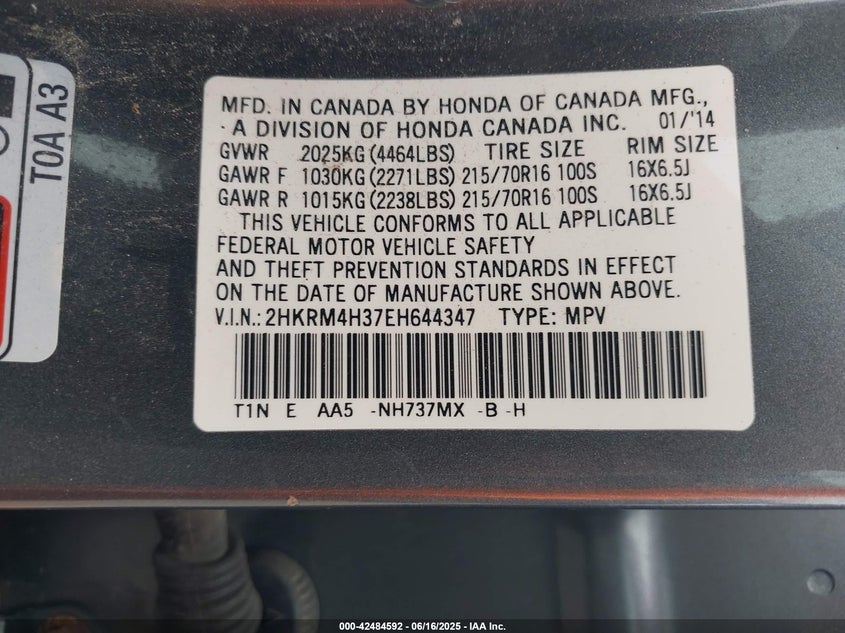 T0A A3
MFD. IN CANADA BY HONDA OF CANADA MFG.,
A DIVISION OF HONDA CANADA INC. 01/'14
GVWR 2025KG (4464LBS) TIRE SIZE RIM SIZE
GAWR F 1030KG (2271LBS) 215/70R16 100S 16X6.5J
GAWR R 1015KG (2238LBS) 215/70R16 100S 16X6.5J
THIS VEHICLE CONFORMS TO ALL APPLICABLE
FEDERAL MOTOR VEHICLE SAFETY
AND THEFT PREVENTION STANDARDS IN EFFECT
ON THE DATE OF MANUFACTURE SHOWN ABOVE.
V.I.N.: 2HKRM4H37EH644347 TYPE: MPV
T1N E AA5 -NH737MX -B -H
000-42484592 - 06/16/2025 - IAA Inc.